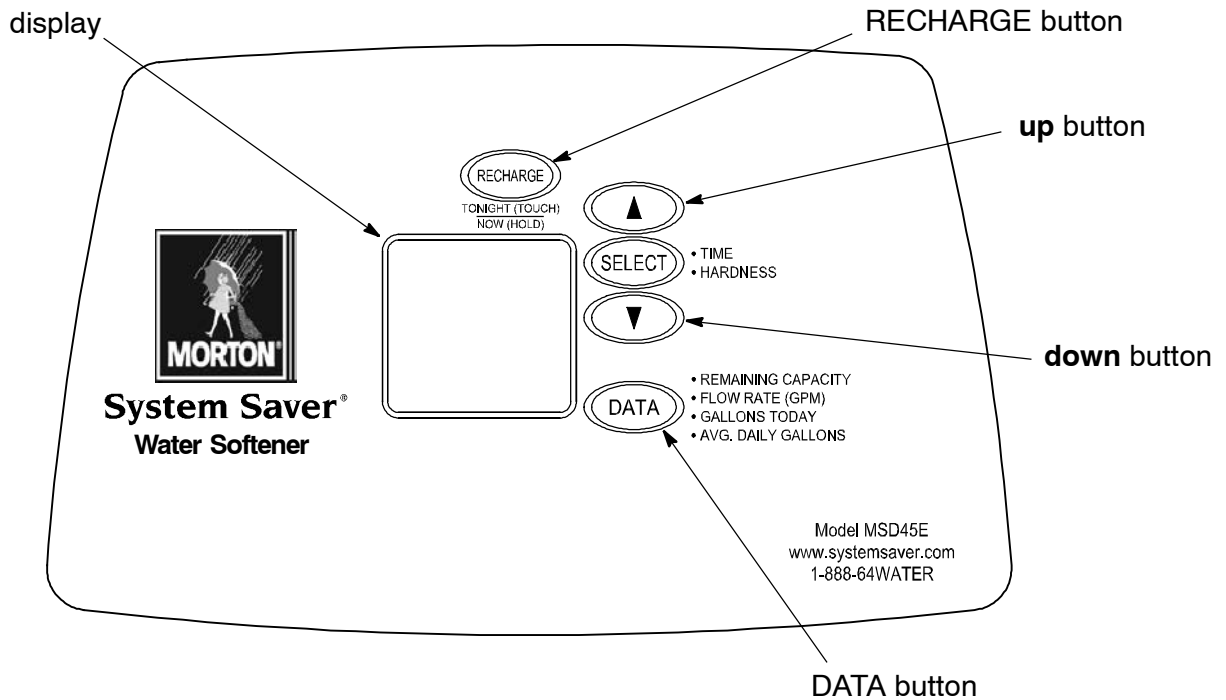 display
RECHARGE button
up button
RECHARGE
TONIGHT (TOUCH)
NOW (HOLD)
▲
SELECT
• TIME
• HARDNESS
▼
down button
MORTON®
System Saver®
Water Softener
DATA
• REMAINING CAPACITY
• FLOW RATE (GPM)
• GALLONS TODAY
• AVG. DAILY GALLONS
Model MSD45E
www.systemsaver.com
1-888-64WATER
DATA button